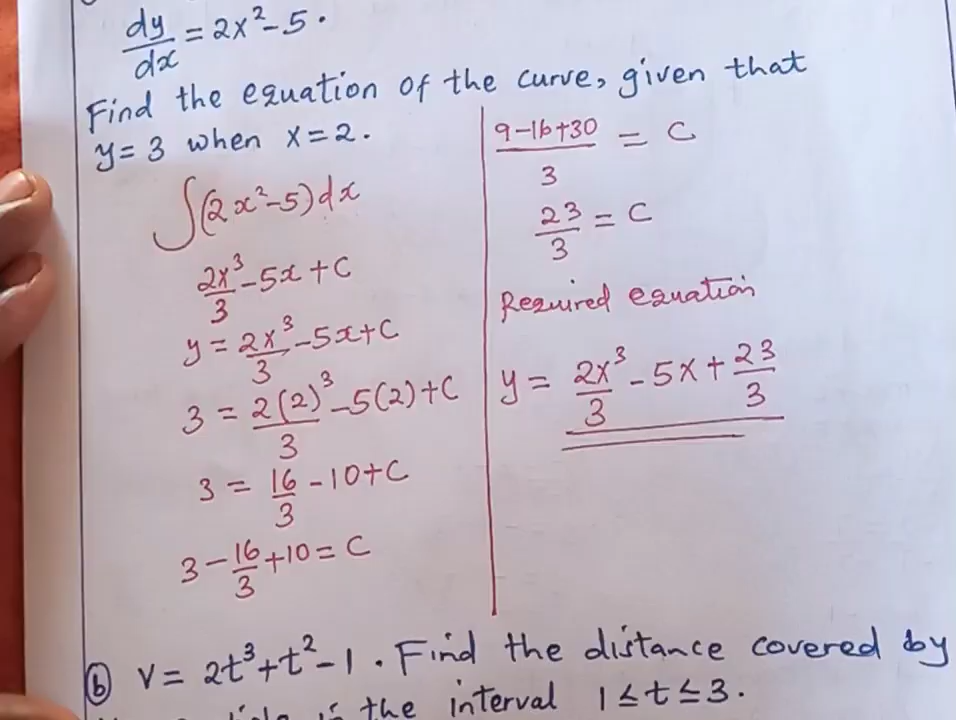 dy/dx = 2x² - 5 .
Find the equation of the curve, given that
y = 3 when x = 2 .
∫(2x² - 5)dx
2x³/3 - 5x + C
y = 2x³/3 - 5x + C
3 = 2(2)³/3 - 5(2) + C
3 = 16/3 - 10 + C
3 - 16/3 + 10 = C
9-16+30/3 = C
23/3 = C
Required equation
y = 2x³/3 - 5x + 23/3
(b) V = 2t³ + t² - 1 . Find the distance covered by
the interval 1 ≤ t ≤ 3 .